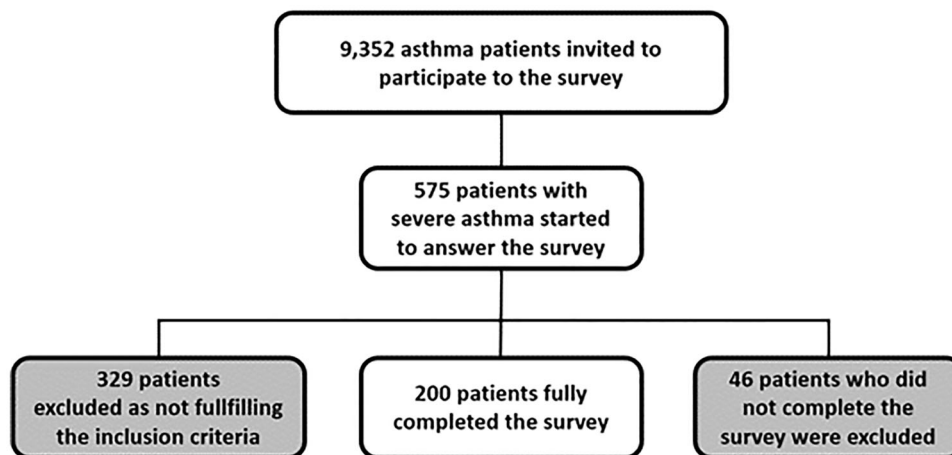 9,352 asthma patients invited to
participate to the survey
575 patients with
severe asthma started
to answer the survey
329 patients
excluded as not fullfilling
the inclusion criteria
200 patients fully
completed the survey
46 patients who did
not complete the
survey were excluded